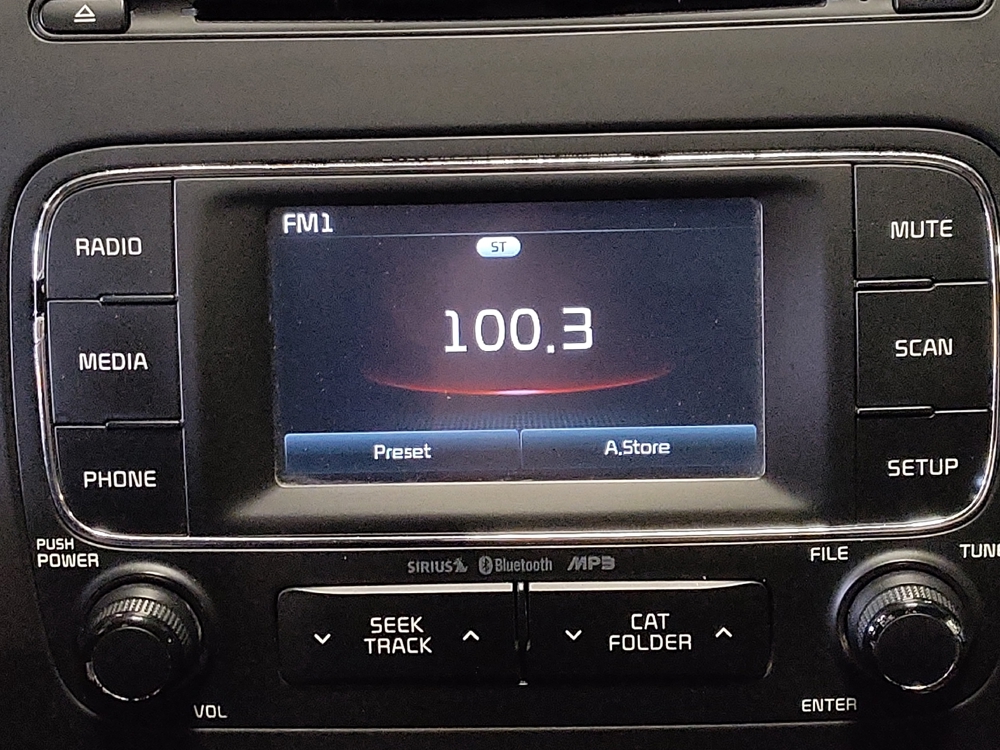 FM1
ST
100.3
Preset
A.Store
RADIO
MEDIA
PHONE
MUTE
SCAN
SETUP
PUSH
POWER
VOL
SIRIUS
Bluetooth
MP3
SEEK
TRACK
CAT
FOLDER
FILE
TUNE
ENTER